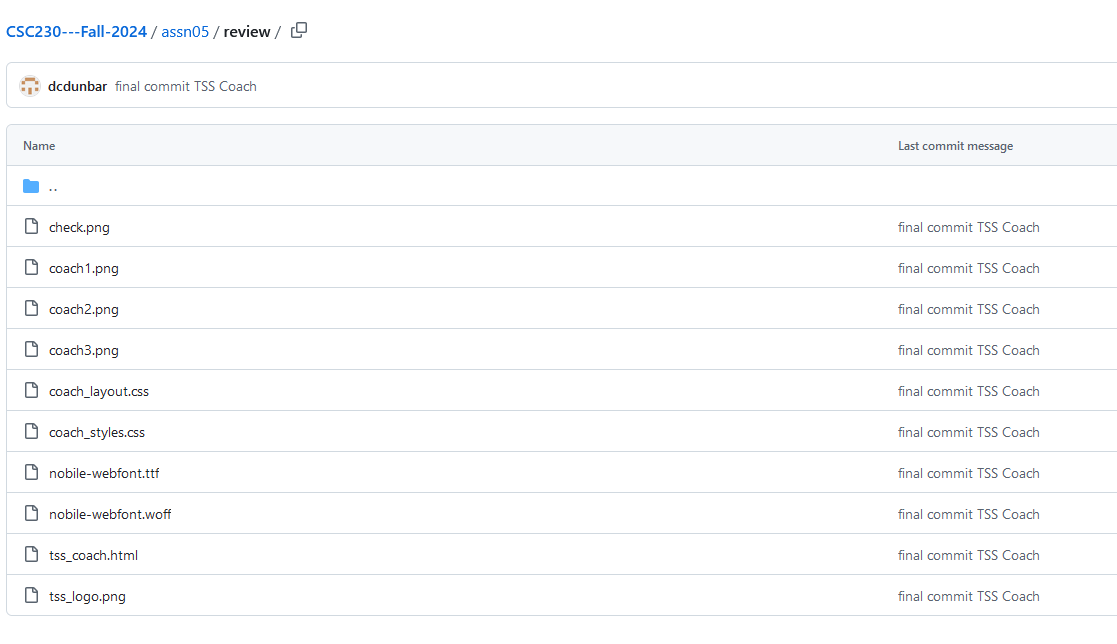 CSC230---Fall-2024 / assn05 / review /
dcdunbar final commit TSS Coach
Name Last commit message
..
check.png final commit TSS Coach
coach1.png final commit TSS Coach
coach2.png final commit TSS Coach
coach3.png final commit TSS Coach
coach_layout.css final commit TSS Coach
coach_styles.css final commit TSS Coach
nobile-webfont.ttf final commit TSS Coach
nobile-webfont.woff final commit TSS Coach
tss_coach.html final commit TSS Coach
tss_logo.png final commit TSS Coach